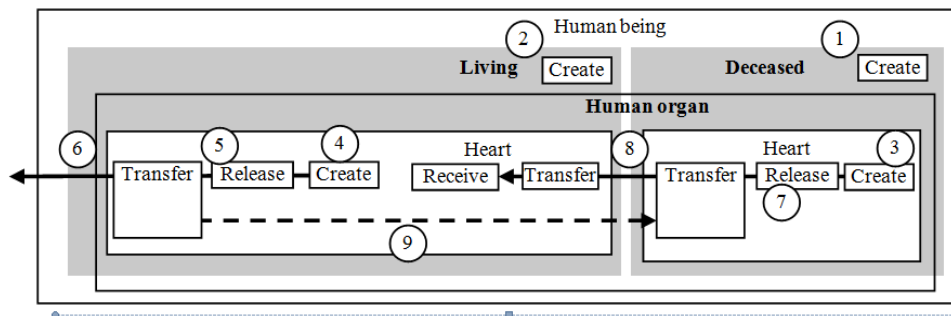 Human being
2
1
Living
Create
Deceased
Create
Human organ
6
5
4
Heart
8
Heart
3
Transfer
Release
Create
Receive
Transfer
Transfer
Release
Create
7
9